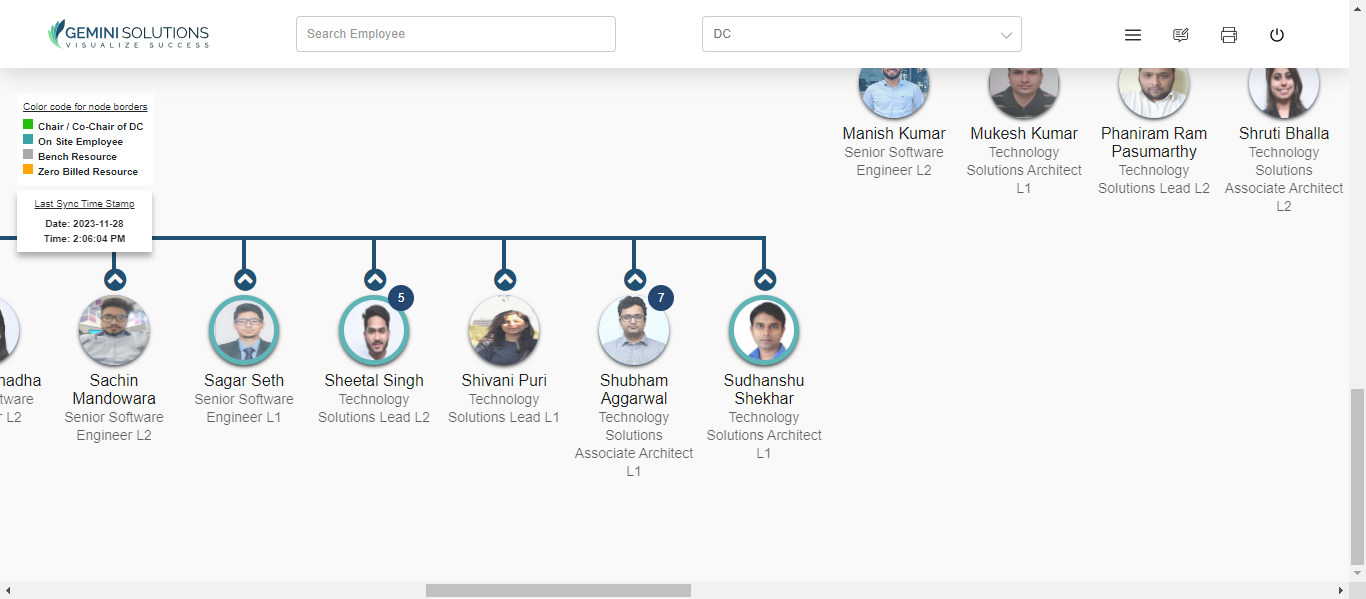 GEMINI SOLUTIONS
VISUALIZE SUCCESS
Search Employee
DC
Color code for node borders
Chair / Co-Chair of DC
On Site Employee
Bench Resource
Zero Billed Resource
Last Sync Time Stamp
Date: 2023-11-28
Time: 2:06:04 PM
Manish Kumar
Senior Software
Engineer L2
Mukesh Kumar
Technology
Solutions Architect
L1
Phaniram Ram
Pasumarthy
Technology
Solutions Lead L2
Shruti Bhalla
Technology
Solutions
Associate Architect
L2
5
7
nadha
tware
L2
Sachin
Mandowara
Senior Software
Engineer L2
Sagar Seth
Senior Software
Engineer L1
Sheetal Singh
Technology
Solutions Lead L2
Shivani Puri
Technology
Solutions Lead L1
Shubham
Aggarwal
Technology
Solutions
Associate Architect
L1
Sudhanshu
Shekhar
Technology
Solutions Architect
L1